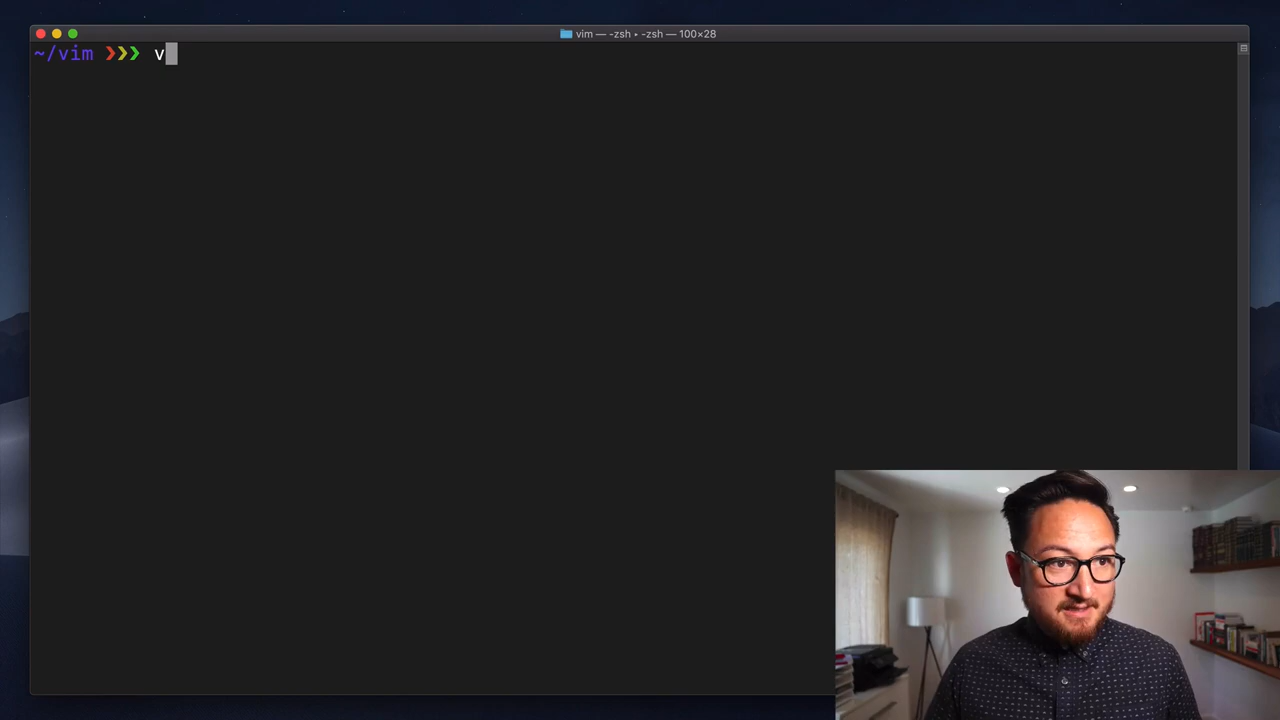 vim — -zsh • -zsh — 100×28
~/vim ❯❯❯ v